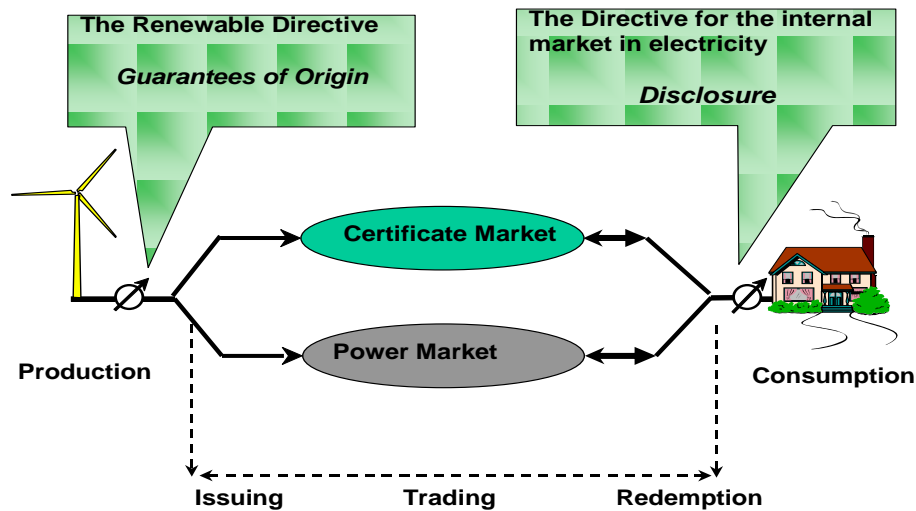 The Renewable Directive
Guarantees of Origin
The Directive for the internal
market in electricity
Disclosure
Certificate Market
Power Market
Production
Consumption
Issuing
Trading
Redemption